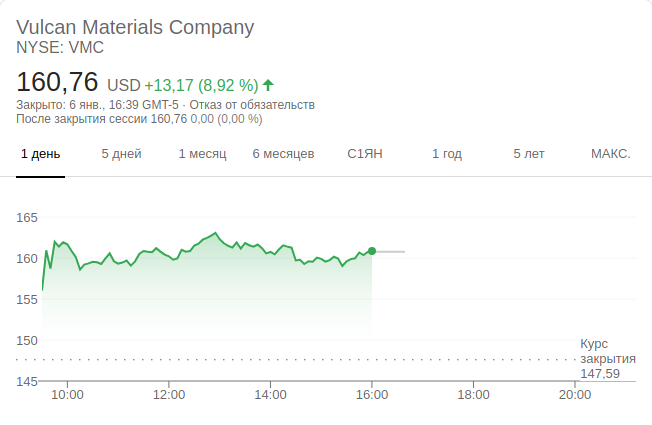 Vulcan Materials Company
NYSE: VMC
160,76 USD +13,17 (8,92 %)
Закрыто: 6 янв., 16:39 GMT-5 · Отказ от обязательств
После закрытия сессии 160,76 0,00 (0,00 %)
1 день 5 дней 1 месяц 6 месяцев С1ЯН 1 год 5 лет МАКС.
165
160
155
150
Курс
закрытия
147,59
145
10:00 12:00 14:00 16:00 18:00 20:00